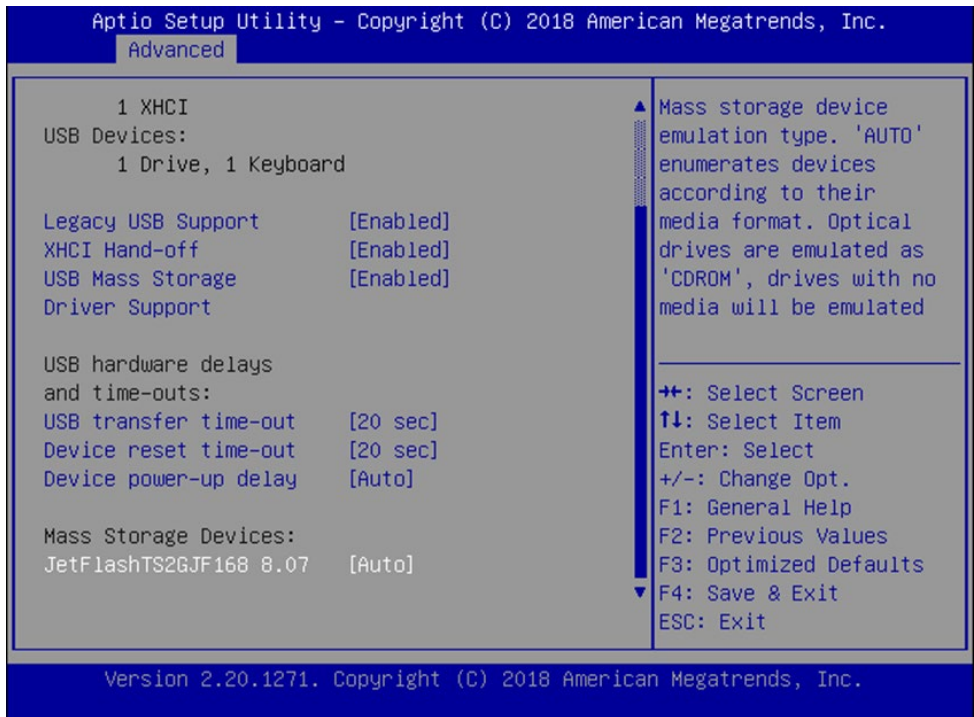 Aptio Setup Utility – Copyright (C) 2018 American Megatrends, Inc.
Advanced
1 XHCI
USB Devices:
1 Drive, 1 Keyboard
Legacy USB Support [Enabled]
XHCI Hand-off [Enabled]
USB Mass Storage [Enabled]
Driver Support
USB hardware delays
and time-outs:
USB transfer time-out [20 sec]
Device reset time-out [20 sec]
Device power-up delay [Auto]
Mass Storage Devices:
JetFlashTS2GJF168 8.07 [Auto]
Mass storage device
emulation type. 'AUTO'
enumerates devices
according to their
media format. Optical
drives are emulated as
'CDROM', drives with no
media will be emulated
→←: Select Screen
↑↓: Select Item
Enter: Select
+/-: Change Opt.
F1: General Help
F2: Previous Values
F3: Optimized Defaults
F4: Save & Exit
ESC: Exit
Version 2.20.1271. Copyright (C) 2018 American Megatrends, Inc.